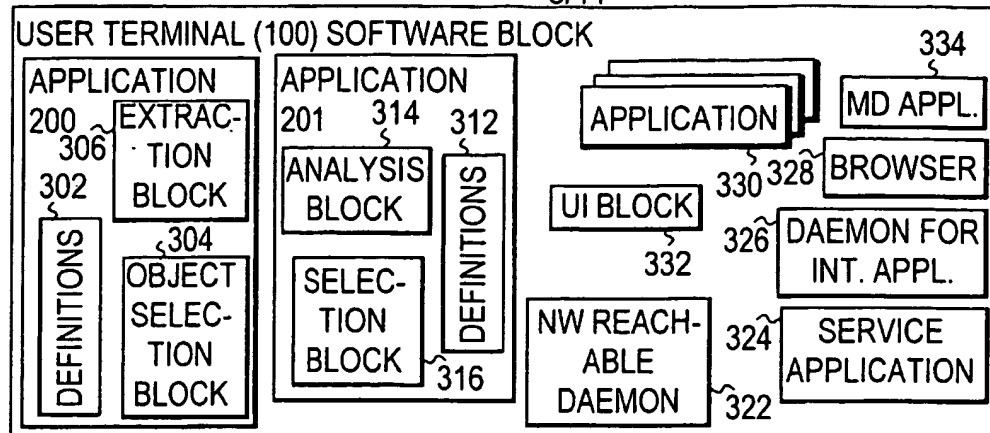 USER TERMINAL (100) SOFTWARE BLOCK
APPLICATION
200
306
EXTRAC-
TION
BLOCK
302
DEFINITIONS
304
OBJECT
SELEC-
TION
BLOCK
APPLICATION
201
314
312
ANALYSIS
BLOCK
DEFINITIONS
SELEC-
TION
BLOCK
316
APPLICATION
330
UI BLOCK
332
NW REACH-
ABLE
DAEMON
322
334
MD APPL.
328
BROWSER
326
DAEMON FOR
INT. APPL.
324
SERVICE
APPLICATION